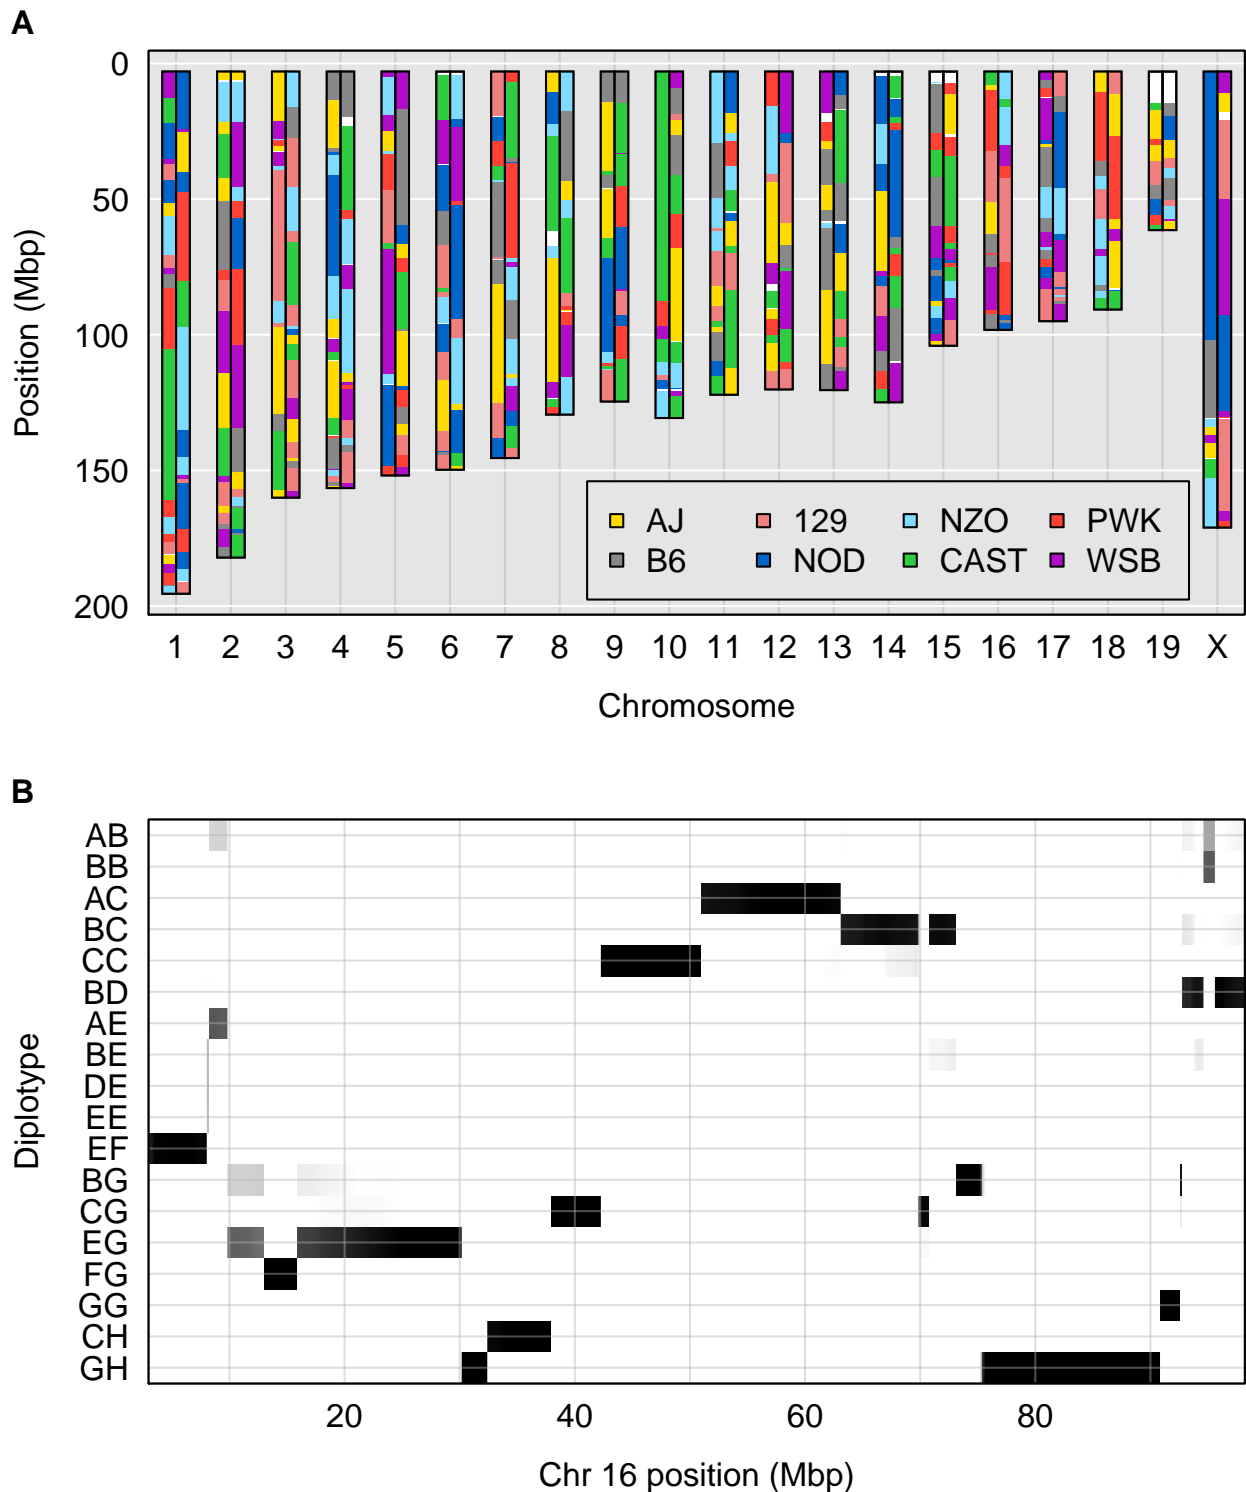 A
0
50
100
150
200
Position (Mbp)
AJ 129 NZO PWK
B6 NOD CAST WSB
1 2 3 4 5 6 7 8 9 10 11 12 13 14 15 16 17 18 19 X
Chromosome
B
AB
BB
AC
BC
CC
BD
AE
BE
DE
EE
EF
BG
CG
EG
FG
GG
CH
GH
Diplotype
20 40 60 80
Chr 16 position (Mbp)